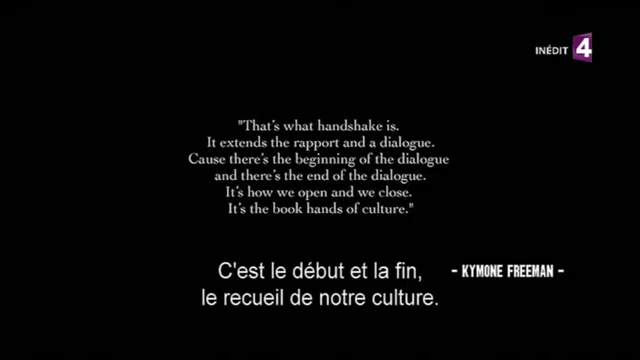 INÉDIT 4
"That's what handshake is.
It extends the rapport and a dialogue.
Cause there's the beginning of the dialogue
and there's the end of the dialogue.
It's how we open and we close.
It's the book hands of culture."
C'est le début et la fin,
le recueil de notre culture.
- KYMONE FREEMAN -